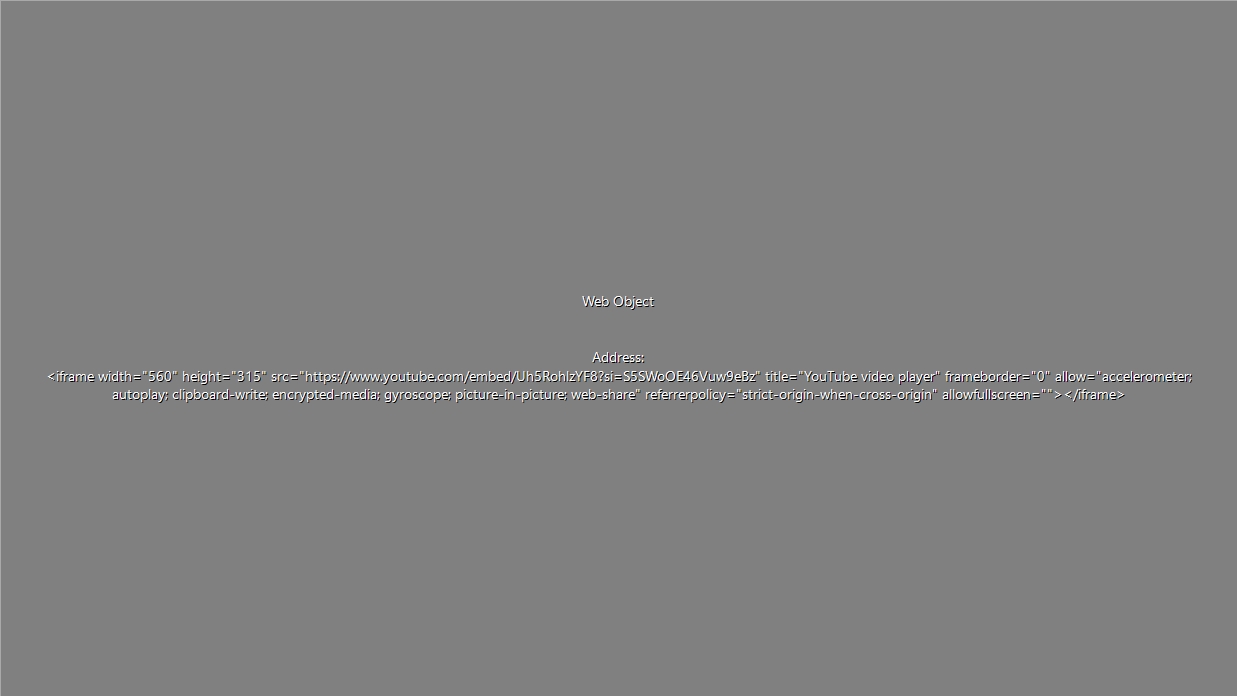 Web Object
Address:
<iframe width="560" height="315" src="https://www.youtube.com/embed/Uh5RohlzYF8?si=S5SWoOE46Vuw9eBz" title="YouTube video player" frameborder="0" allow="accelerometer;
autoplay; clipboard-write; encrypted-media; gyroscope; picture-in-picture; web-share" referrerpolicy="strict-origin-when-cross-origin" allowfullscreen=""></iframe>